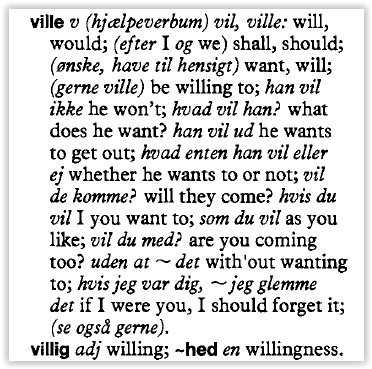 ville v (hjælpeverbum) vil, ville: will,
would; (efter I og we) shall, should;
(ønske, have til hensigt) want, will;
(gerne ville) be willing to; han vil
ikke he won't; hvad vil han? what
does he want? han vil ud he wants
to get out; hvad enten han vil eller
ej whether he wants to or not; vil
de komme? will they come? hvis du
vil I you want to; som du vil as you
like; vil du med? are you coming
too? uden at ~ det with'out wanting
to; hvis jeg var dig, ~ jeg glemme
det if I were you, I should forget it;
(se også gerne).
villig adj willing; ~hed en willingness.